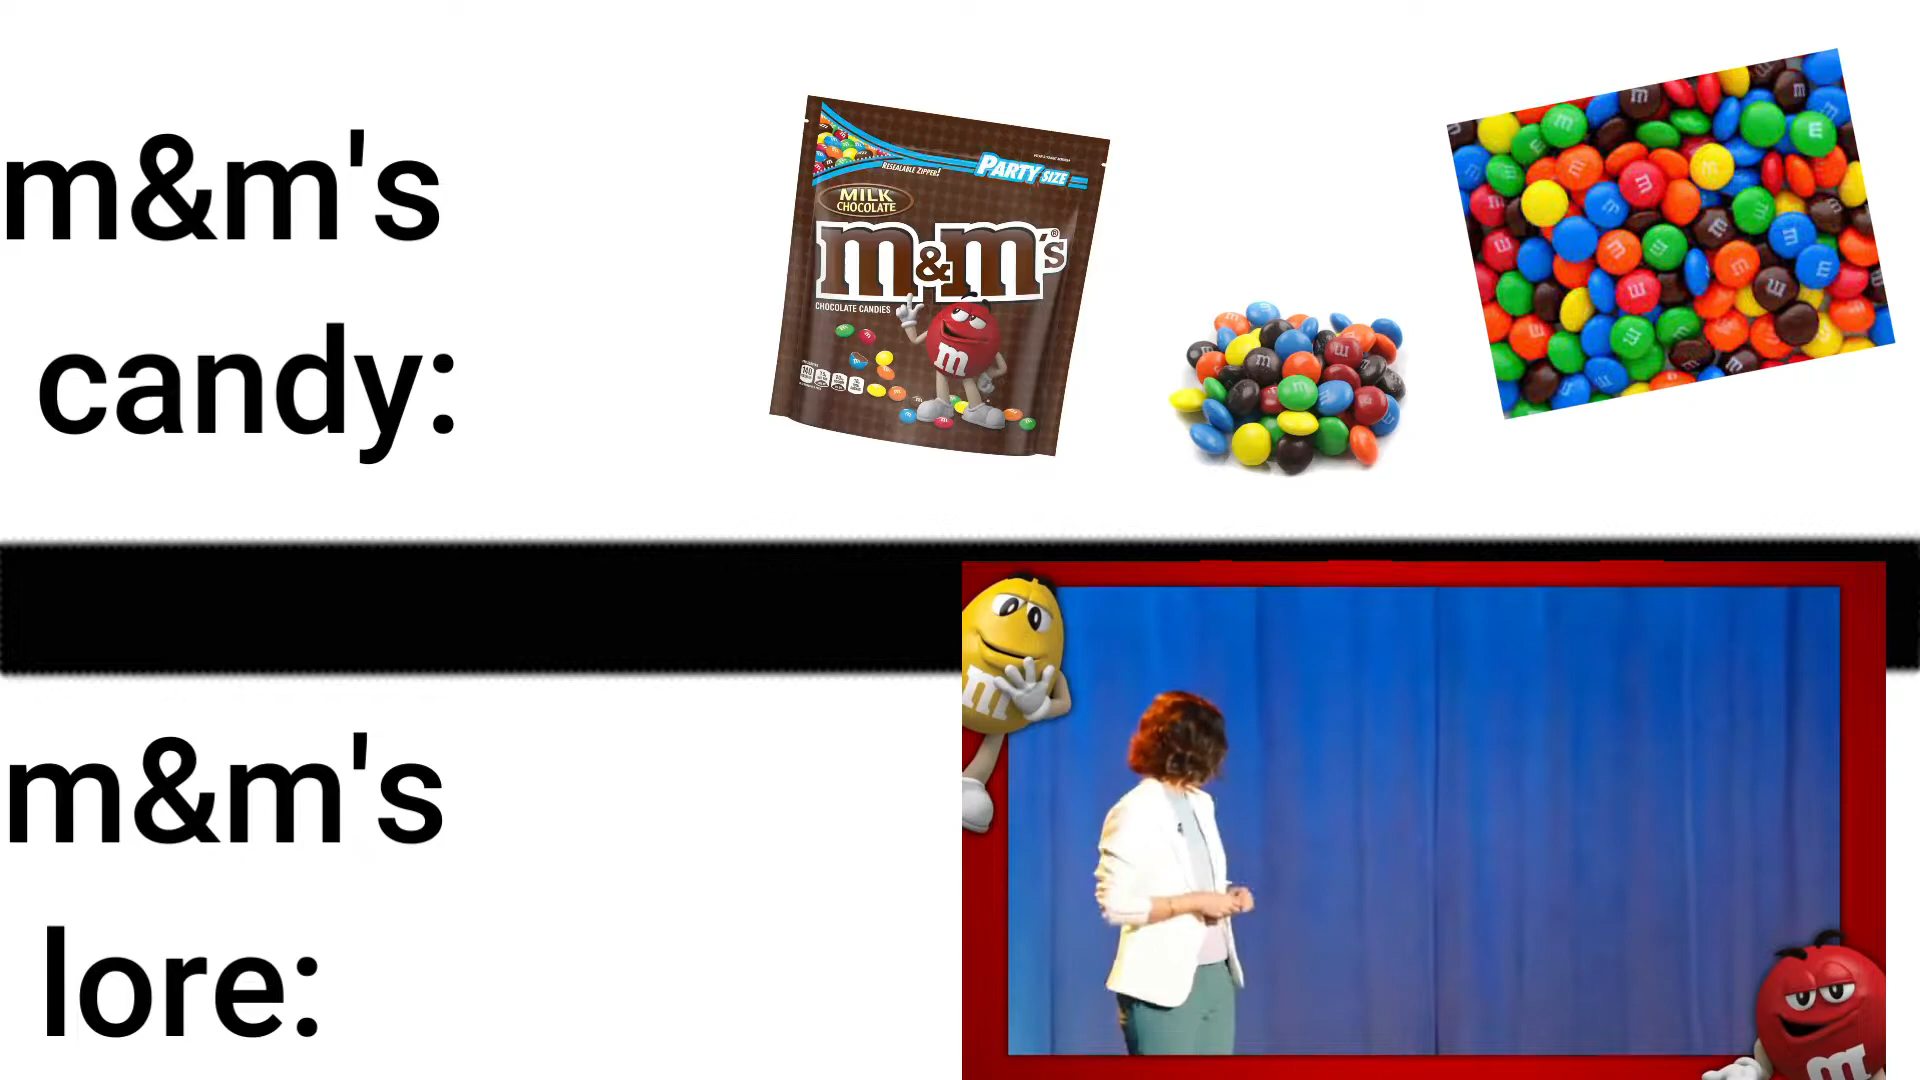 m&m's
candy:
RESEALABLE ZIPPER!
PARTY SIZE
MILK
CHOCOLATE
m&m's®
CHOCOLATE CANDIES
m
m&m's
lore:
m
m